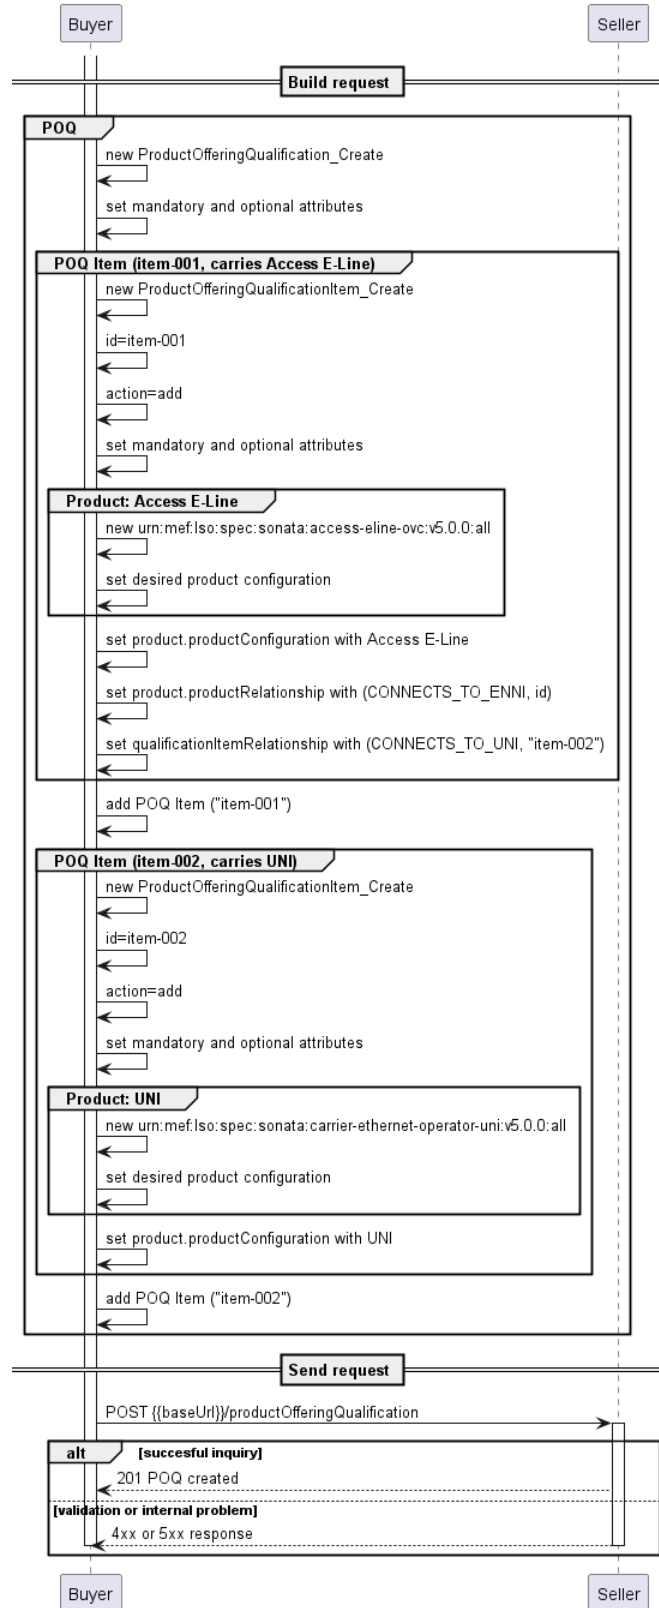 Buyer
Seller
Build request
POQ
new ProductOfferingQualification_Create
set mandatory and optional attributes
POQ Item (item-001, carries Access E-Line)
new ProductOfferingQualificationItem_Create
id=item-001
action=add
set mandatory and optional attributes
Product: Access E-Line
new urn:mef:lso:spec:sonata:access-eline-ovc:v5.0.0:all
set desired product configuration
set product.productConfiguration with Access E-Line
set product.productRelationship with (CONNECTS_TO_ENNI, id)
set qualificationItemRelationship with (CONNECTS_TO_UNI, "item-002")
add POQ Item ("item-001")
POQ Item (item-002, carries UNI)
new ProductOfferingQualificationItem_Create
id=item-002
action=add
set mandatory and optional attributes
Product: UNI
new urn:mef:lso:spec:sonata:carrier-ethernet-operator-uni:v5.0.0:all
set desired product configuration
set product.productConfiguration with UNI
add POQ Item ("item-002")
Send request
POST {{baseUrl}}/productOfferingQualification
alt [succesful inquiry]
201 POQ created
[validation or internal problem]
4xx or 5xx response
Buyer
Seller